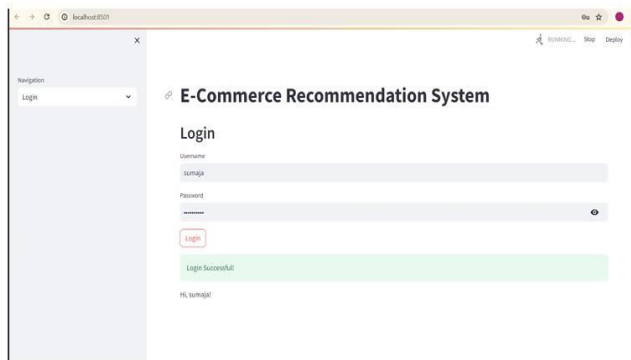 localhost:8501
RUNNING... Stop Deploy
Navigation
Login
E-Commerce Recommendation System
Login
Username
sumaja
Password
Login
Login Successful!
Hi, sumaja!